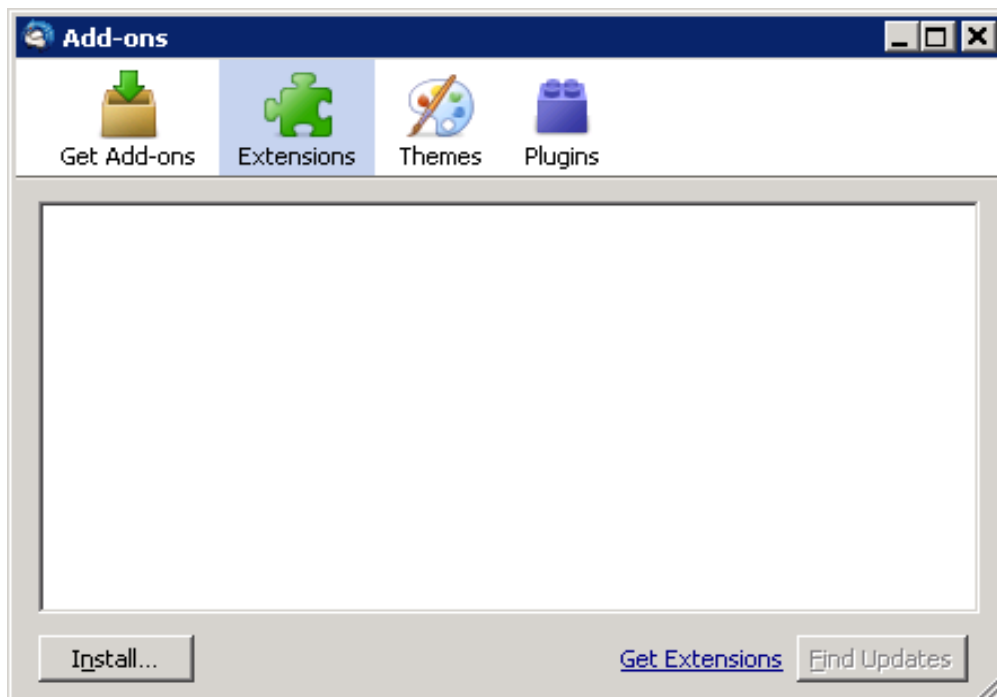 Add-ons
Get Add-ons Extensions Themes Plugins
Install... Get Extensions Find Updates